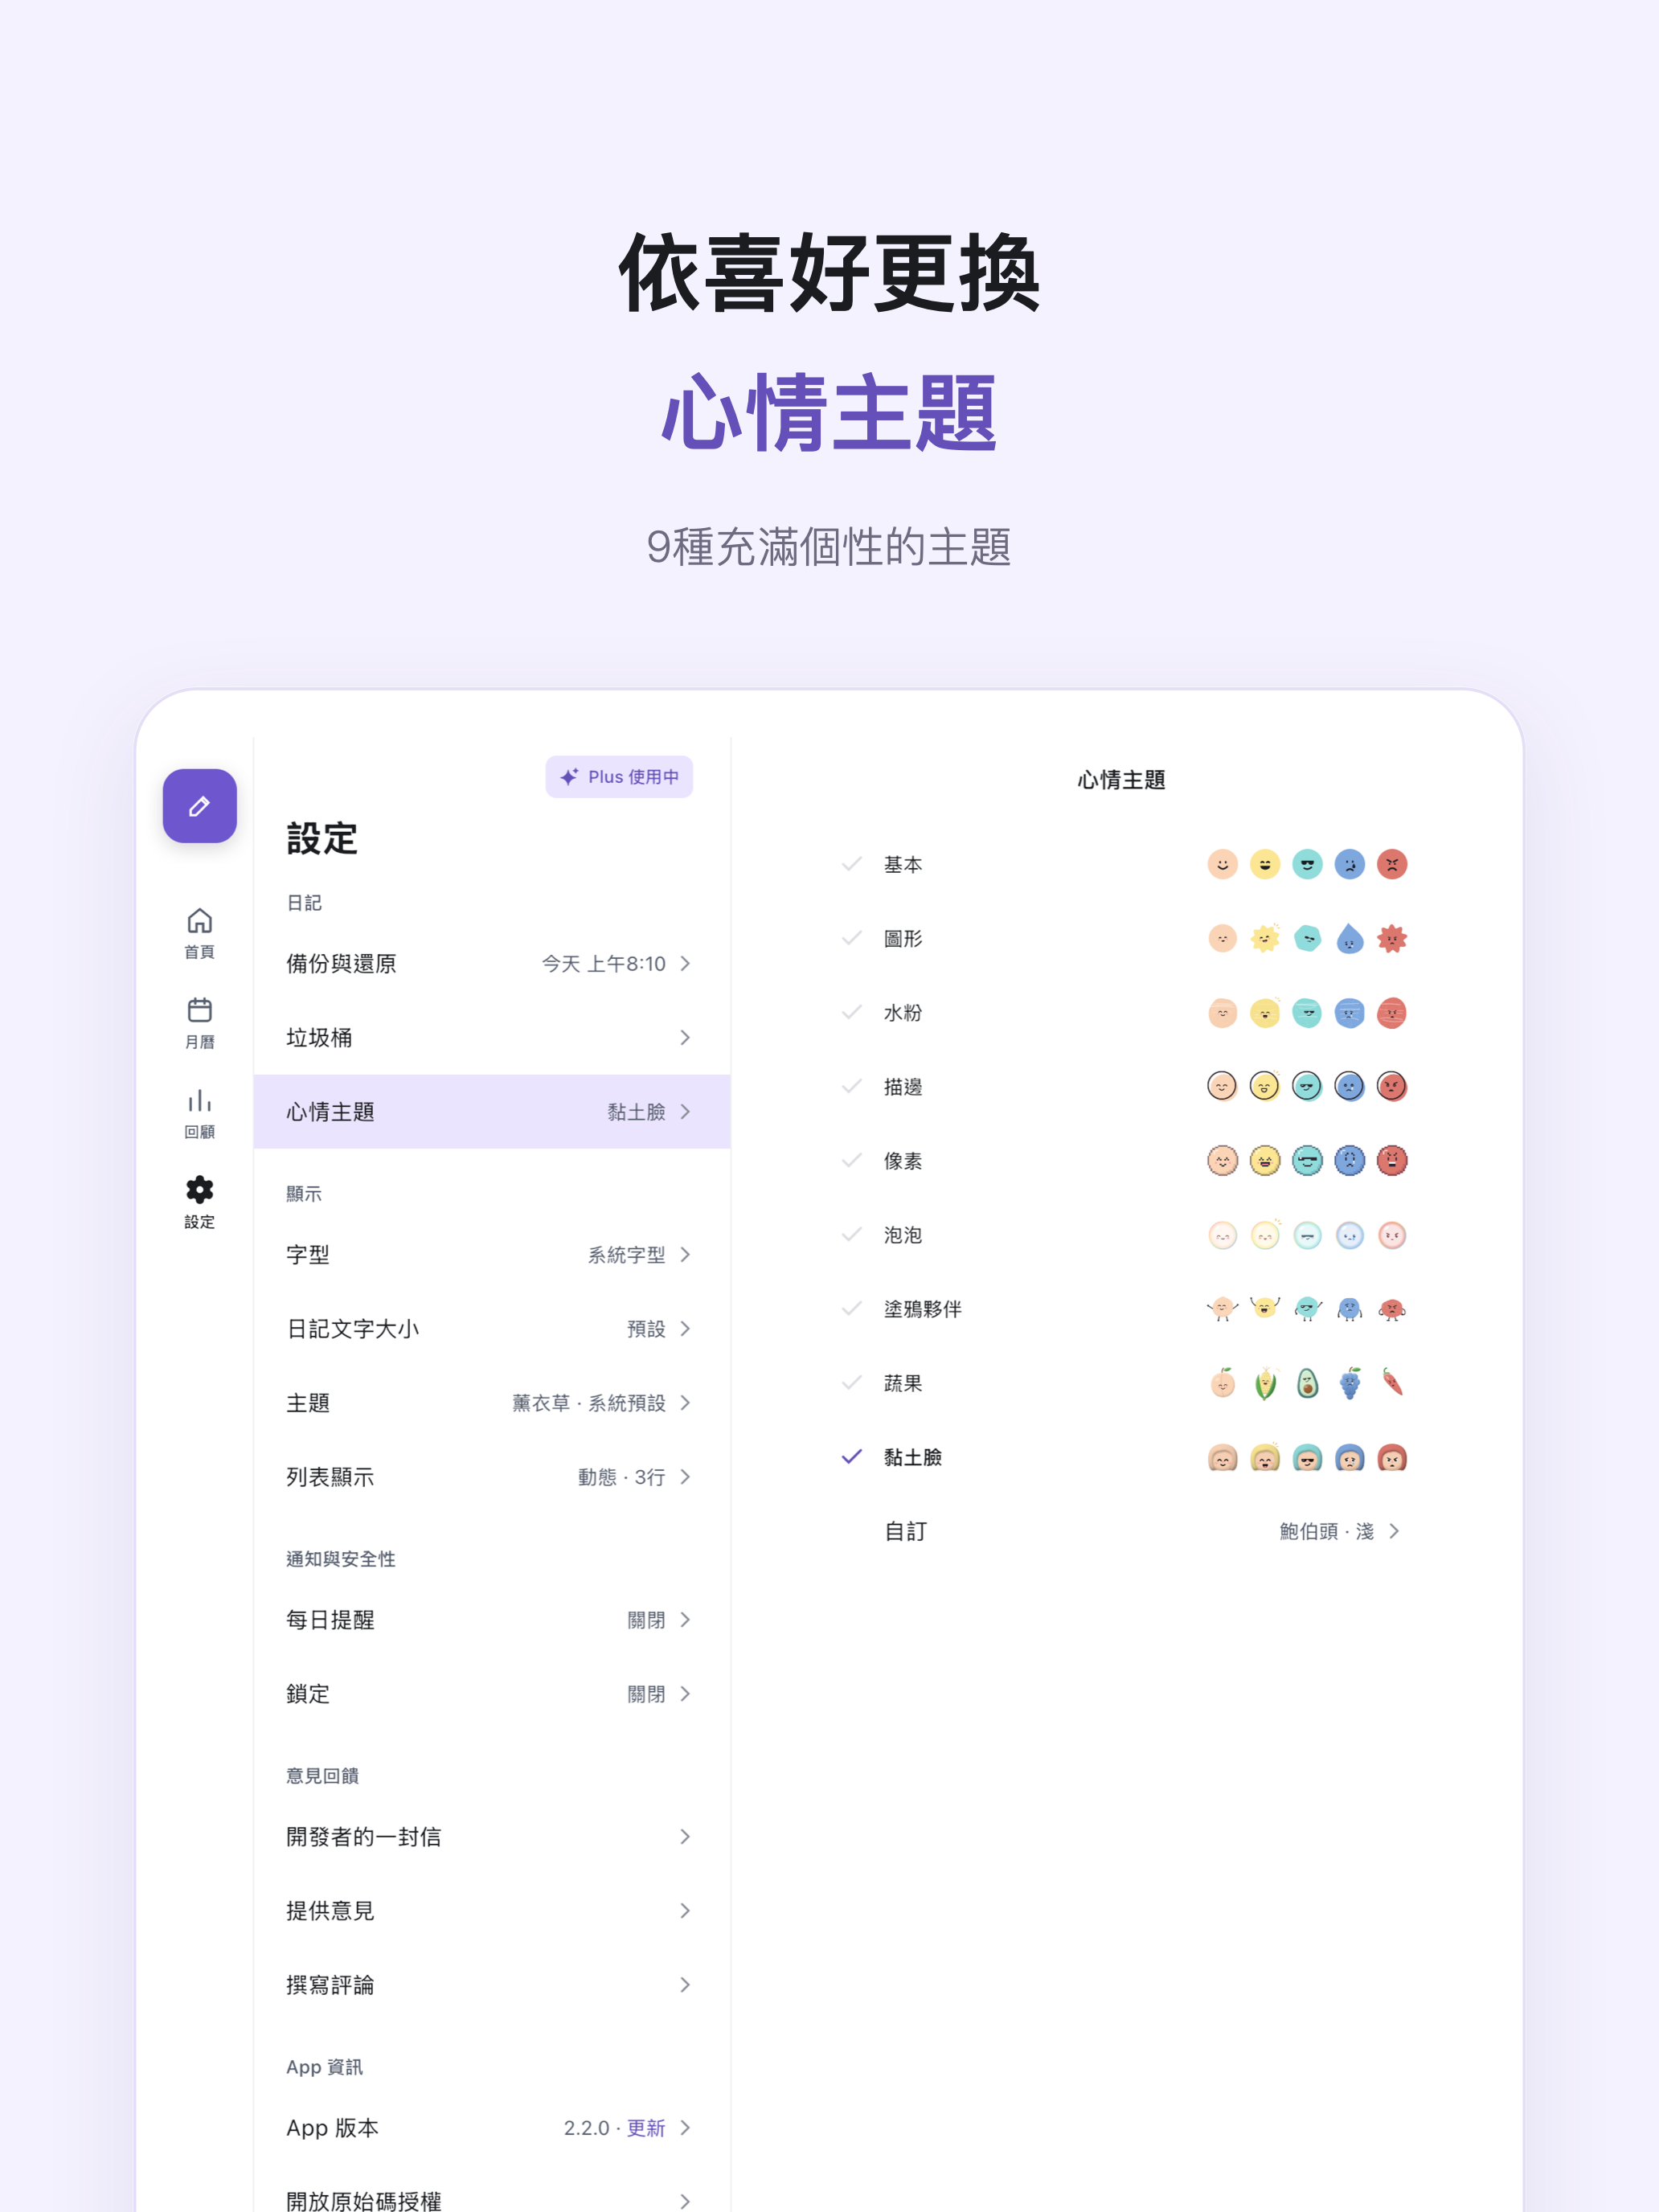 依喜好更換
心情主題
9種充滿個性的主題
Plus 使用中
設定
日記
備份與還原 今天 上午8:10
垃圾桶
心情主題 黏土臉
顯示
字型 系統字型
日記文字大小 預設
主題 薰衣草 · 系統預設
列表顯示 動態 · 3行
通知與安全性
每日提醒 關閉
鎖定 關閉
意見回饋
開發者的一封信
提供意見
撰寫評論
App 資訊
App 版本 2.2.0 · 更新
開放原始碼授權
首頁
月曆
回顧
設定
心情主題
基本
圖形
水粉
描邊
像素
泡泡
塗鴉夥伴
蔬果
黏土臉
自訂 鮑伯頭 · 淺